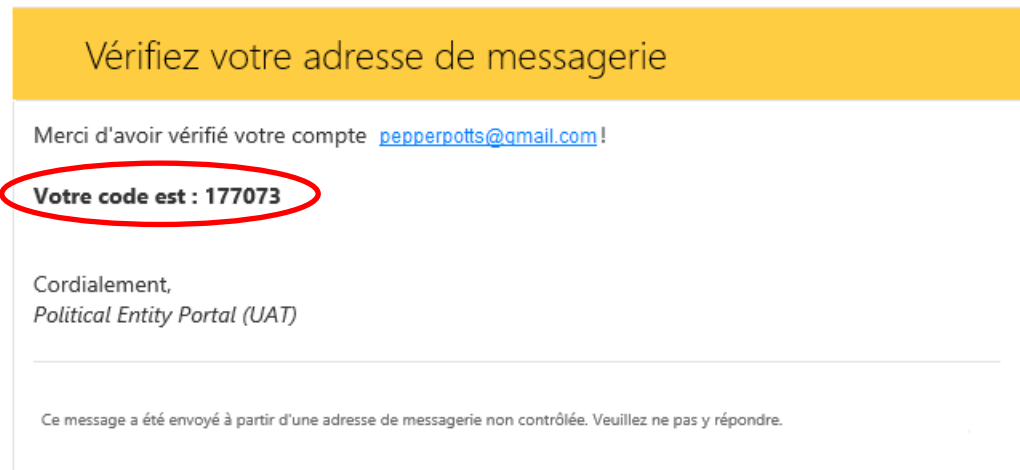 Vérifiez votre adresse de messagerie
Merci d'avoir vérifié votre compte pepperpotts@gmail.com !
Votre code est : 177073
Cordialement,
Political Entity Portal (UAT)
Ce message a été envoyé à partir d'une adresse de messagerie non contrôlée. Veuillez ne pas y répondre.